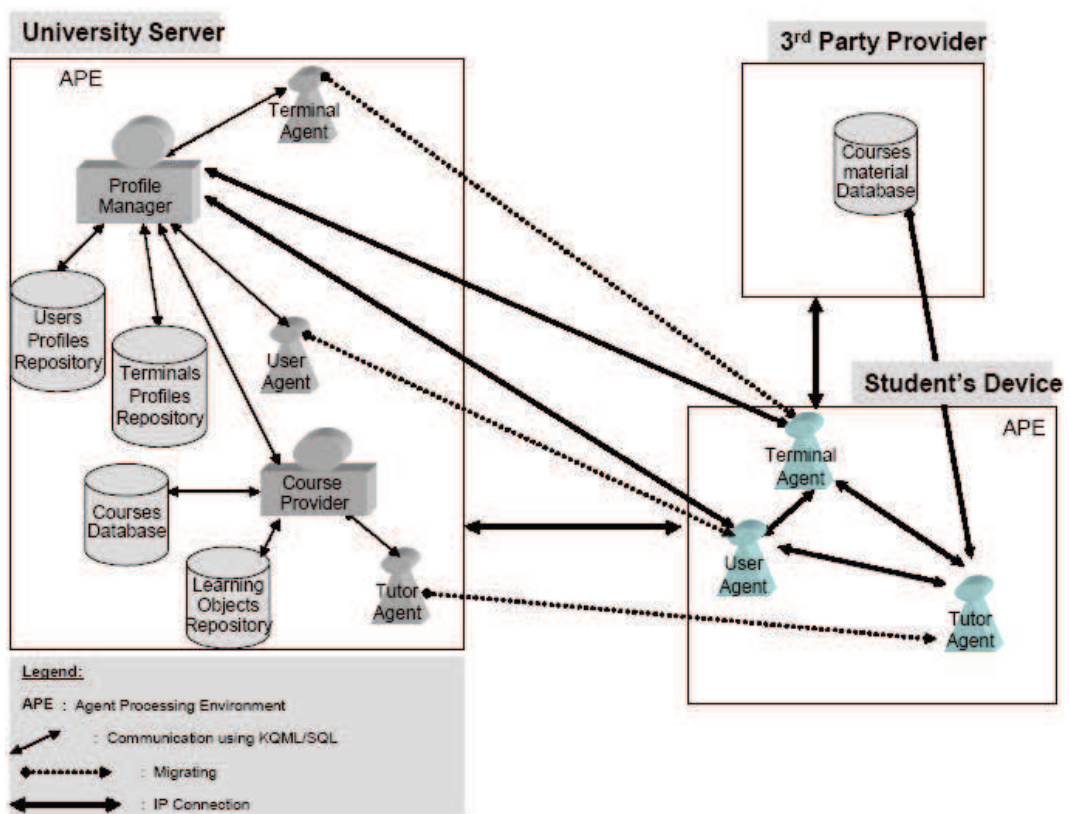 University Server
APE
Terminal
Agent
Profile
Manager
Users
Profiles
Repository
Terminals
Profiles
Repository
User
Agent
Course
Provider
Courses
Database
Learning
Objects
Repository
Tutor
Agent
3rd Party Provider
Courses
material
Database
Student's Device
APE
Terminal
Agent
User
Agent
Tutor
Agent
Legend:
APE : Agent Processing Environment
: Communication using KQML/SQL
: Migrating
: IP Connection